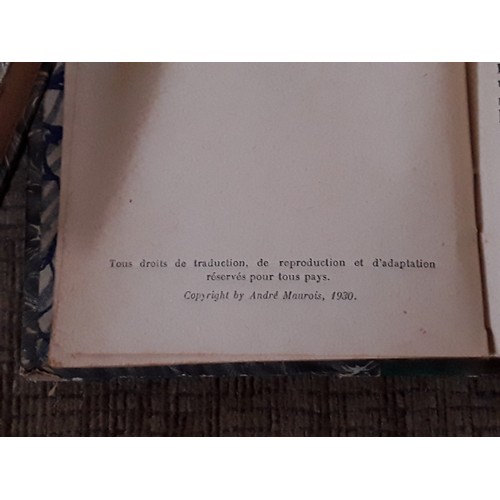 Tous droits de traduction, de reproduction et d'adaptation
réservés pour tous pays.
Copyright by André Maurois, 1930.